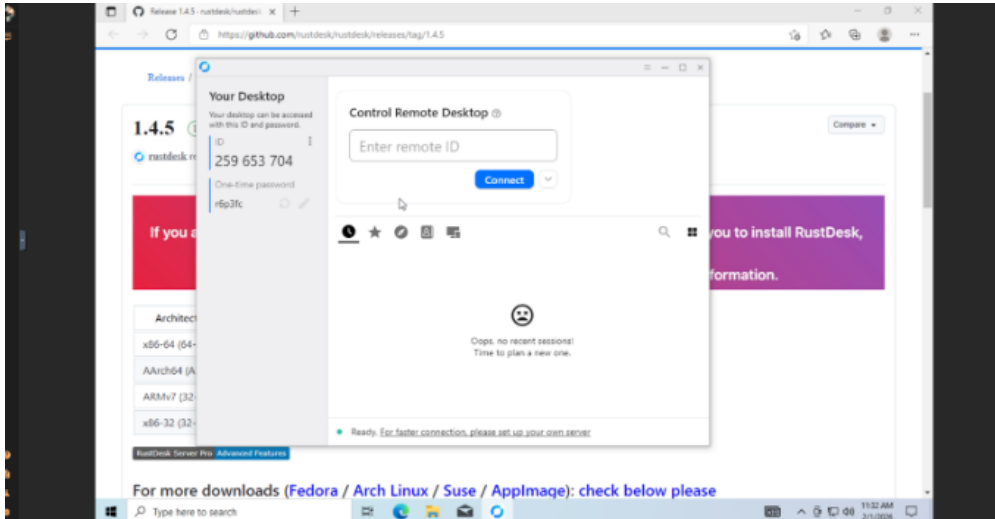 Release 1.4.5 · rustdesk/rustdesk
https://github.com/rustdesk/rustdesk/releases/tag/1.4.5
Releases /
1.4.5
Compare
rustdesk
If you
you to install RustDesk,
formation.
Your Desktop
Your desktop can be accessed
with this ID and password.
ID
259 653 704
One-time password
r6p3fc
Control Remote Desktop
Enter remote ID
Connect
Oops, no recent sessions!
Time to plan a new one.
Ready. For faster connection, please set up your own server
Architect
x86-64 (64-
AArch64 (A
ARMv7 (32-
x86-32 (32-
RustDesk Server Pro Advanced Features
For more downloads (Fedora / Arch Linux / Suse / AppImage): check below please
Type here to search
11:32 AM
2/1/2026